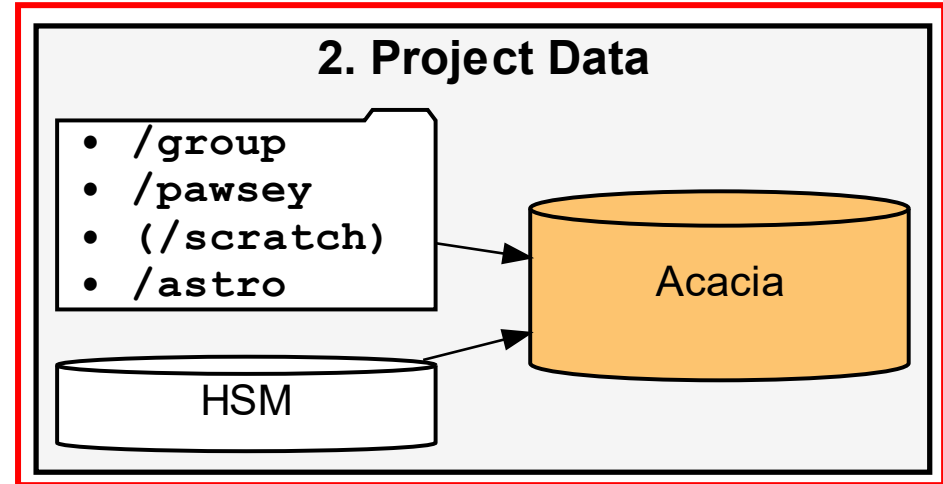 2. Project Data
• /group
• /pawsey
• (/scratch)
• /astro
Acacia
HSM